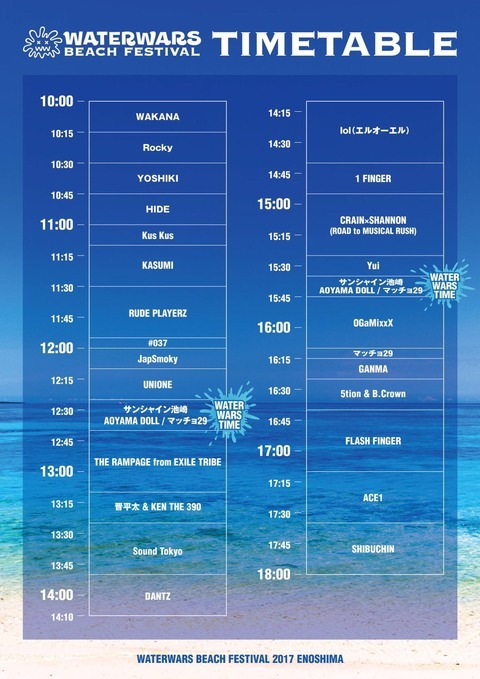 WATERWARS
BEACH FESTIVAL
TIMETABLE
10:00
WAKANA
10:15
Rocky
10:30
YOSHIKI
10:45
HIDE
11:00
Kus Kus
11:15
KASUMI
11:30
RUDE PLAYERZ
11:45
#037
12:00
JapSmoky
12:15
UNIONE
12:30
サンシャイン池崎
AOYAMA DOLL / マッチョ29
WATER
WARS
TIME
12:45
THE RAMPAGE from EXILE TRIBE
13:00
13:15
晋平太 & KEN THE 390
13:30
Sound Tokyo
13:45
14:00
DANTZ
14:10
14:15
lol(エルオーエル)
14:30
14:45
1 FINGER
15:00
CRAIN×SHANNON
(ROAD to MUSICAL RUSH)
15:15
15:30
Yui
サンシャイン池崎
AOYAMA DOLL / マッチョ29
WATER
WARS
TIME
15:45
OGaMixxX
16:00
16:15
マッチョ29
GANMA
16:30
5tion & B.Crown
16:45
FLASH FINGER
17:00
17:15
ACE1
17:30
17:45
SHIBUCHIN
18:00
WATERWARS BEACH FESTIVAL 2017 ENOSHIMA